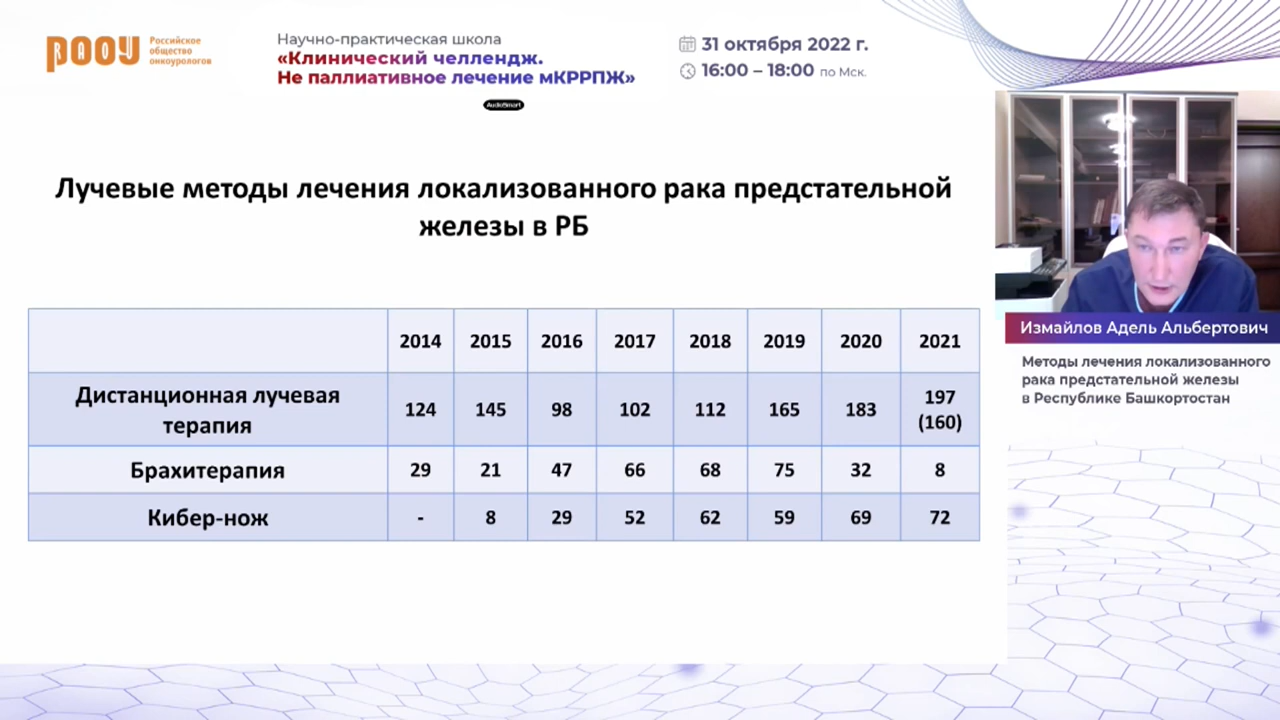 РАОУ
Российское
общество
онкоурологов
Научно-практическая школа
«Клинический челлендж.
Не паллиативное лечение мКРРПЖ»
31 октября 2022 г.
16:00 – 18:00 по Мск.
AudioSmart
Лучевые методы лечения локализованного рака предстательной
железы в РБ
2014 2015 2016 2017 2018 2019 2020 2021
Дистанционная лучевая
терапия
124 145 98 102 112 165 183 197
(160)
Брахитерапия 29 21 47 66 68 75 32 8
Кибер-нож - 8 29 52 62 59 69 72
Измайлов Адель Альбертович
Методы лечения локализованного
рака предстательной железы
в Республике Башкортостан